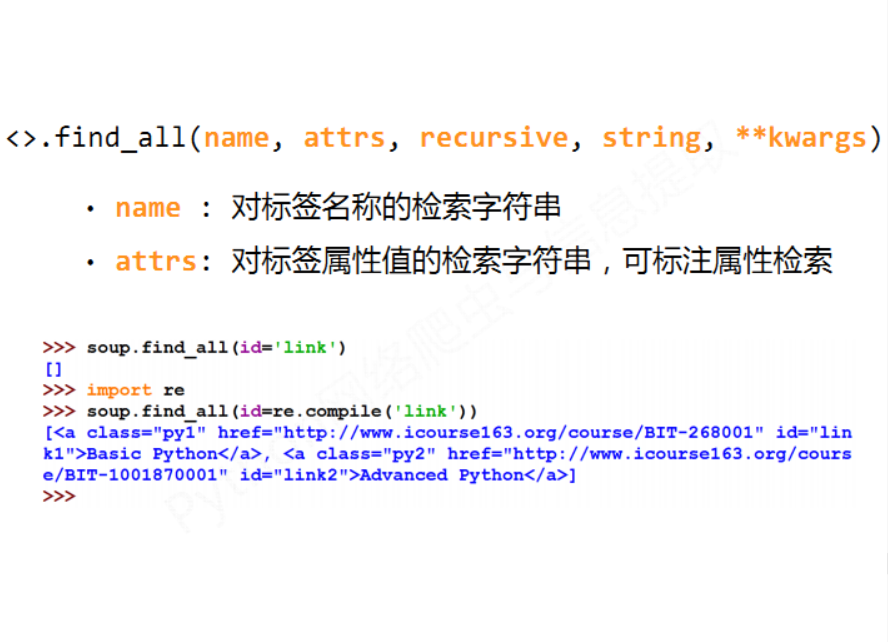 <>.find_all(name, attrs, recursive, string, **kwargs)
• name : 对标签名称的检索字符串
• attrs: 对标签属性值的检索字符串，可标注属性检索
>>> soup.find_all(id='link')
[]
>>> import re
>>> soup.find_all(id=re.compile('link'))
[<a class="py1" href="http://www.icourse163.org/course/BIT-268001" id="lin
k1">Basic Python</a>, <a class="py2" href="http://www.icourse163.org/cours
e/BIT-1001870001" id="link2">Advanced Python</a>]
>>>